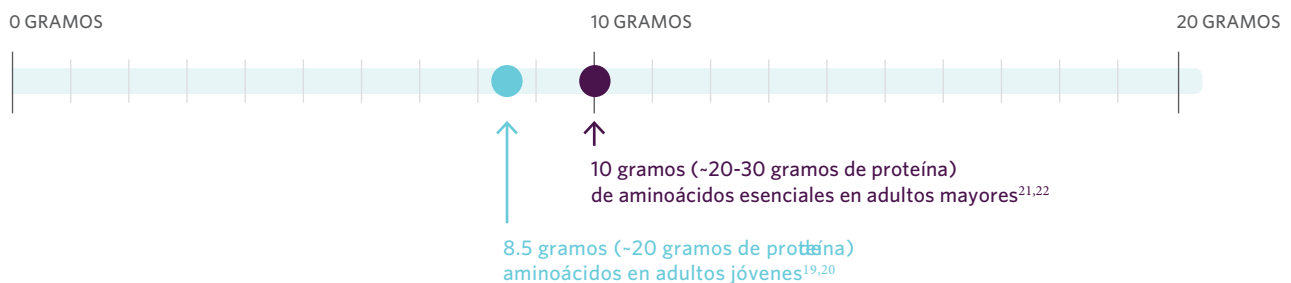 0 GRAMOS 10 GRAMOS 20 GRAMOS
10 gramos (~20-30 gramos de proteína)
de aminoácidos esenciales en adultos mayores21,22
8.5 gramos (~20 gramos de proteína)
aminoácidos en adultos jóvenes19,20